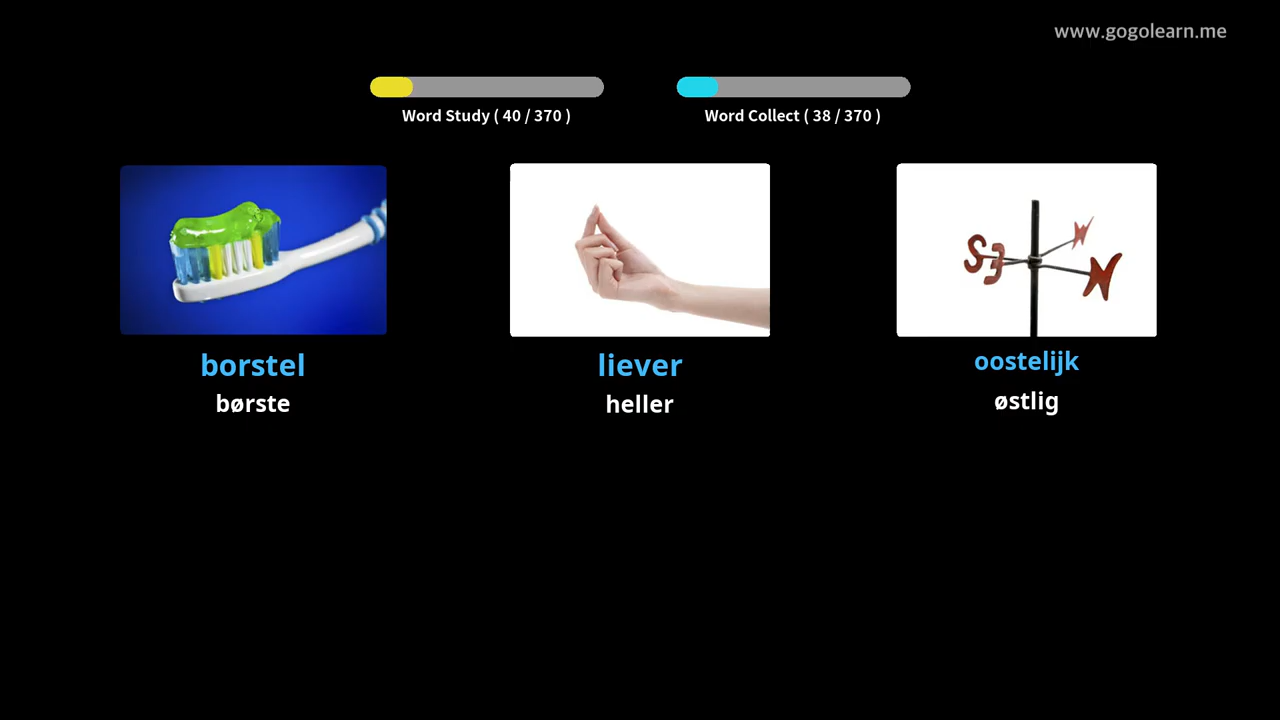 www.gogolearn.me
Word Study ( 40 / 370 )
Word Collect ( 38 / 370 )
borstel
børste
liever
heller
oostelijk
østlig